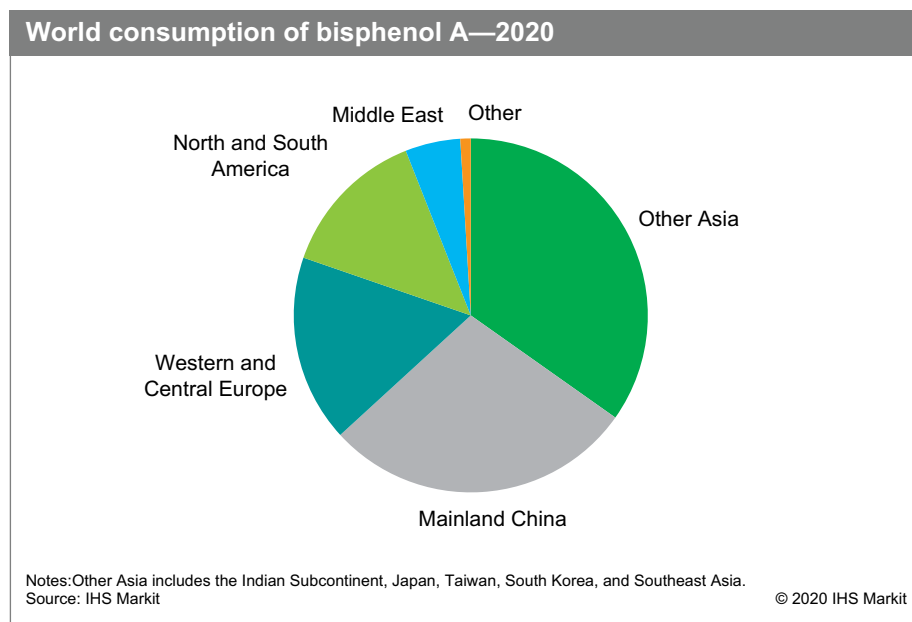 World consumption of bisphenol A—2020
Middle East
Other
North and South
America
Other Asia
Western and
Central Europe
Mainland China
Notes:Other Asia includes the Indian Subcontinent, Japan, Taiwan, South Korea, and Southeast Asia.
Source: IHS Markit
© 2020 IHS Markit